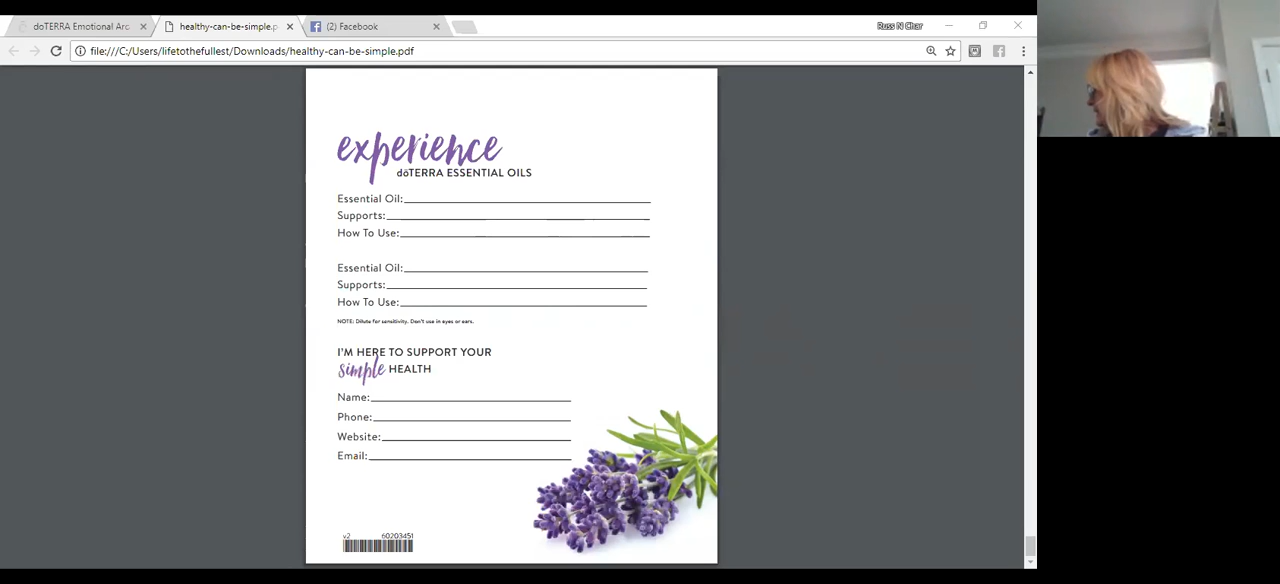 doTERRA Emotional Arc
healthy-can-be-simple.p
(2) Facebook
Russ N Char
file:///C:/Users/lifetothefullest/Downloads/healthy-can-be-simple.pdf
experience
dōTERRA ESSENTIAL OILS
Essential Oil:
Supports:
How To Use:
Essential Oil:
Supports:
How To Use:
NOTE: Dilute for sensitivity. Don't use in eyes or ears.
I'M HERE TO SUPPORT YOUR
simple HEALTH
Name:
Phone:
Website:
Email:
v2 60203451